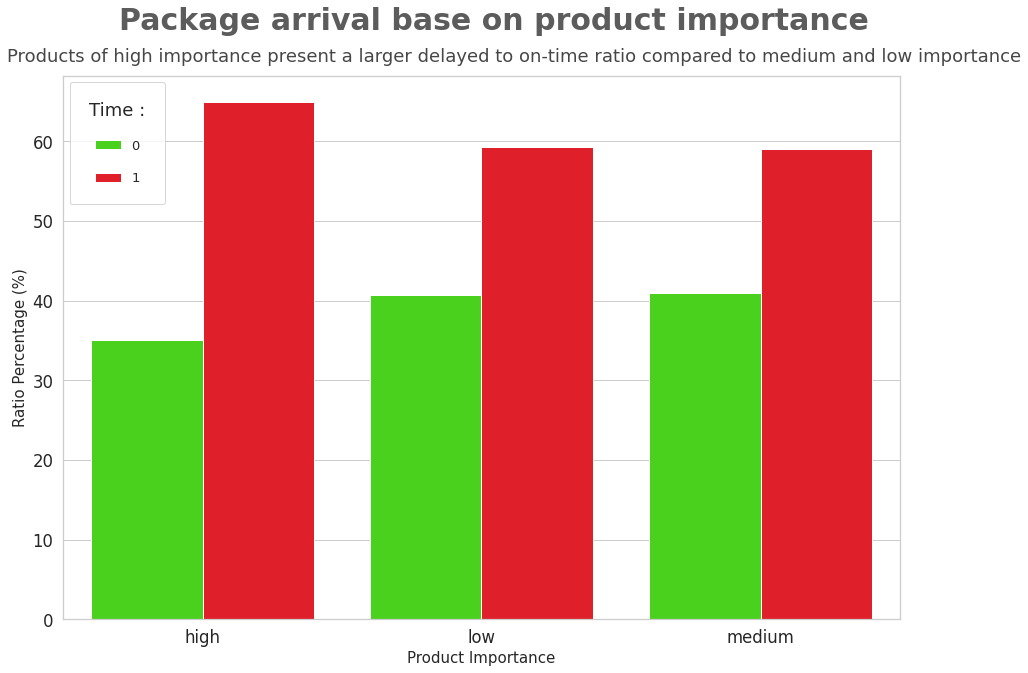 Package arrival base on product importance
Products of high importance present a larger delayed to on-time ratio compared to medium and low importance
Time :
0
1
60
50
40
30
20
10
0
Ratio Percentage (%)
high low medium
Product Importance